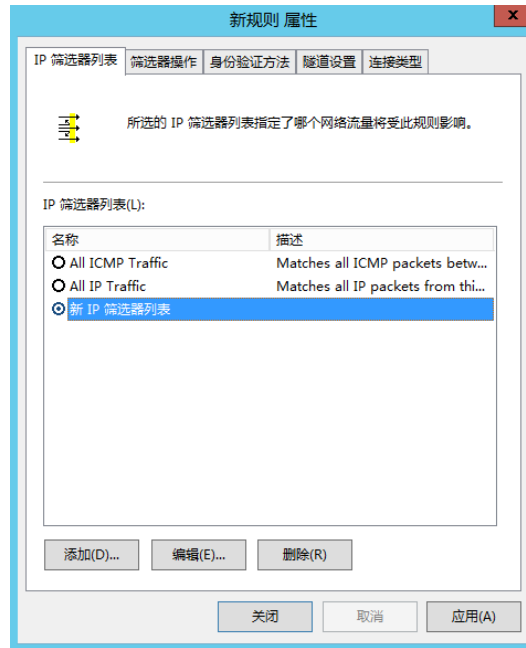 新规则 属性
x
IP 筛选器列表 筛选器操作 身份验证方法 隧道设置 连接类型
所选的 IP 筛选器列表指定了哪个网络流量将受此规则影响。
IP 筛选器列表(L):
名称 描述
All ICMP Traffic Matches all ICMP packets betw...
All IP Traffic Matches all IP packets from thi...
新 IP 筛选器列表
添加(D)... 编辑(E)... 删除(R)
关闭 取消 应用(A)